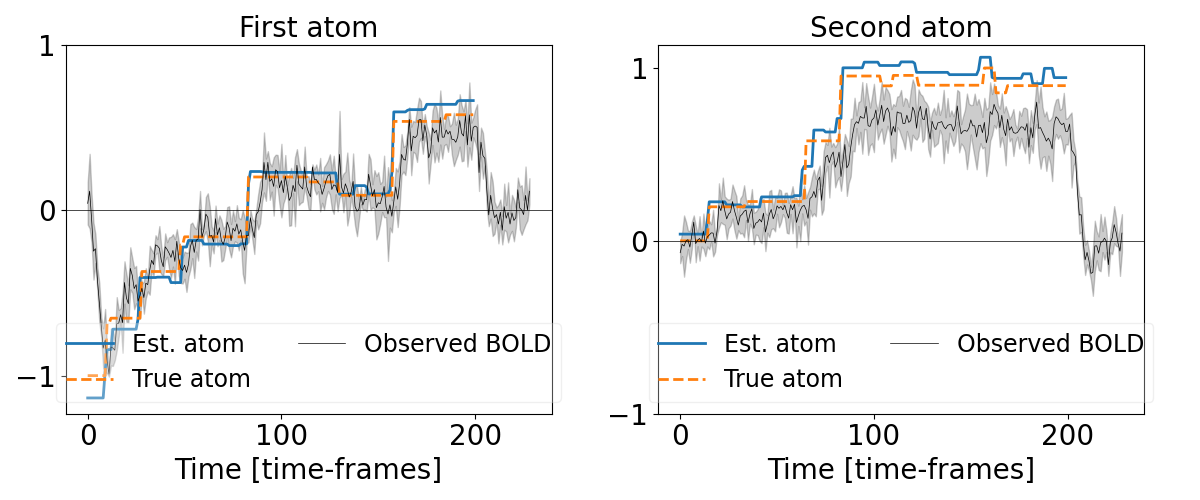 First atom
1
0
−1
Est. atom
Observed BOLD
True atom
0
100
200
Time [time-frames]
Second atom
1
0
−1
Est. atom
Observed BOLD
True atom
0
100
200
Time [time-frames]